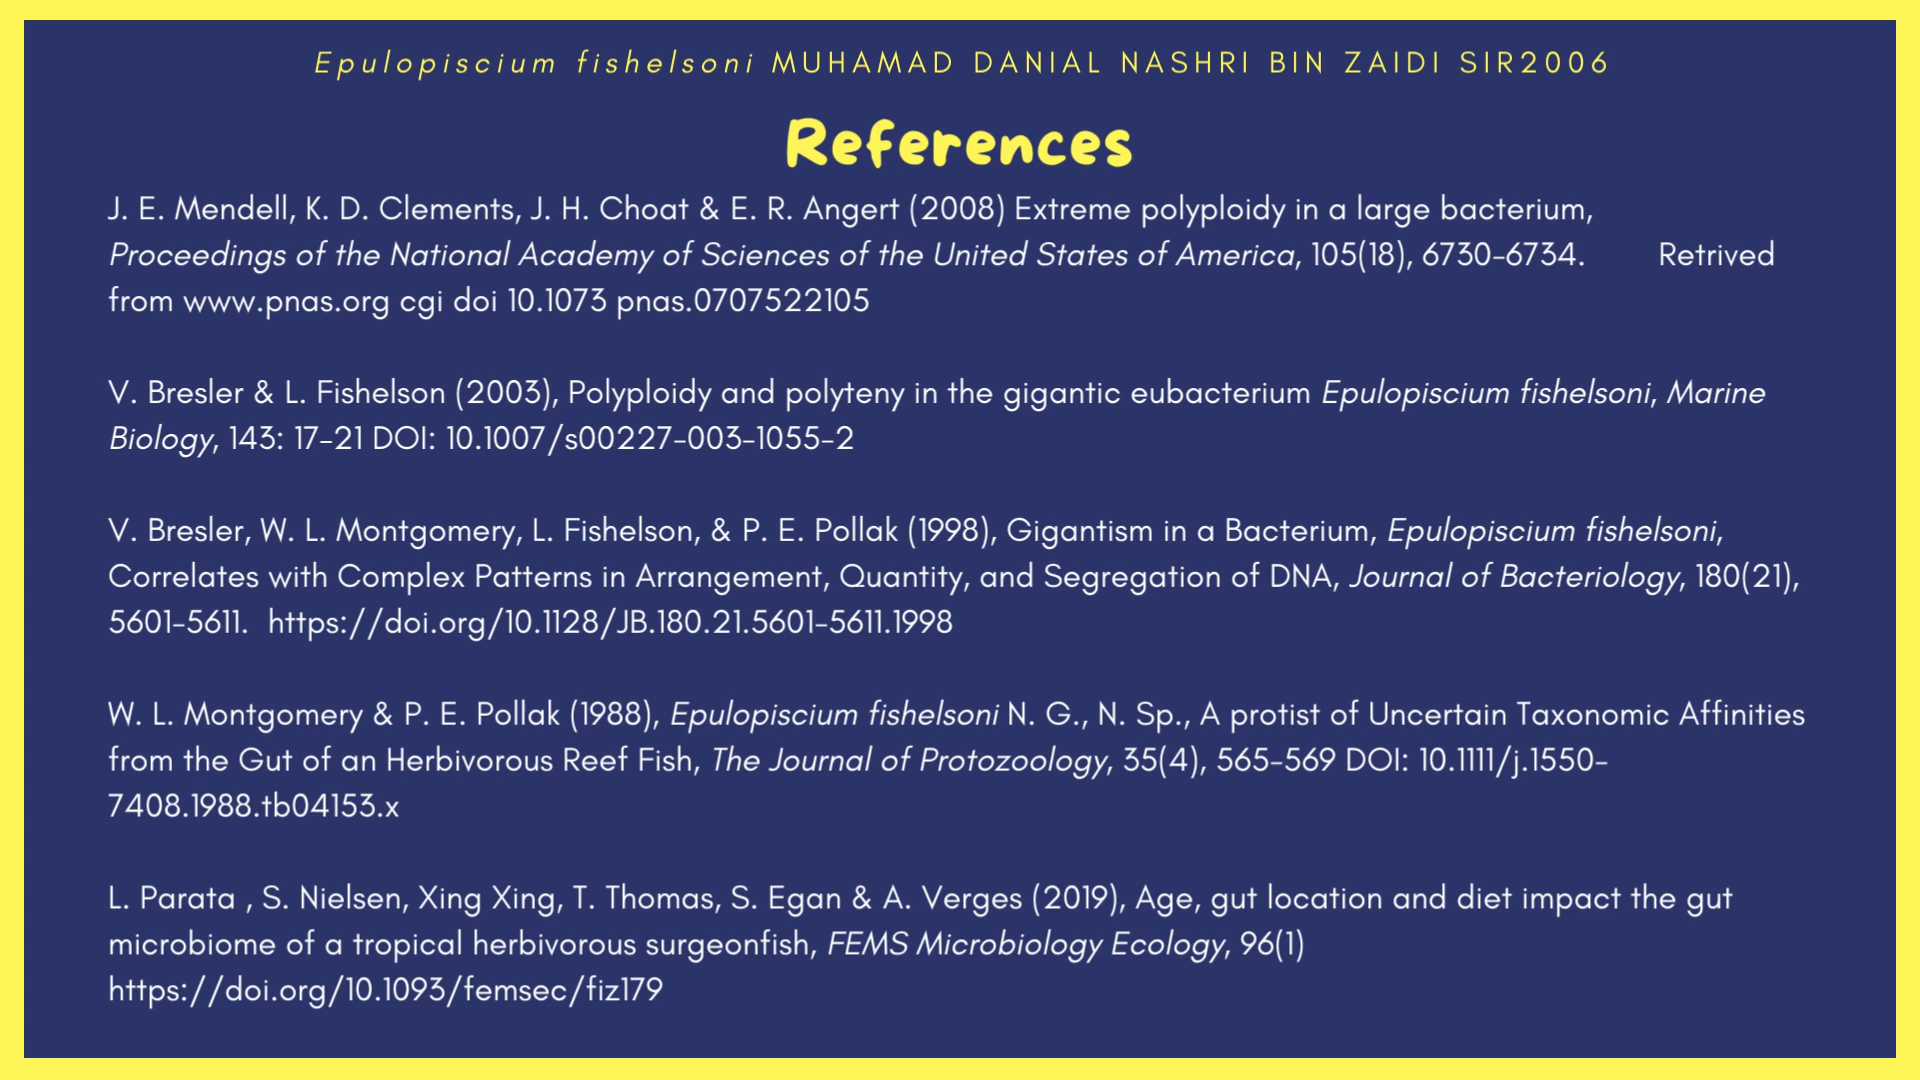 Epulopiscium fishelsoni MUHAMAD DANIAL NASHRI BIN ZAIDI SIR2006
References
J. E. Mendell, K. D. Clements, J. H. Choat & E. R. Angert (2008) Extreme polyploidy in a large bacterium,
Proceedings of the National Academy of Sciences of the United States of America, 105(18), 6730-6734. Retrived
from www.pnas.org cgi doi 10.1073 pnas.0707522105
V. Bresler & L. Fishelson (2003), Polyploidy and polyteny in the gigantic eubacterium Epulopiscium fishelsoni, Marine
Biology, 143: 17-21 DOI: 10.1007/s00227-003-1055-2
V. Bresler, W. L. Montgomery, L. Fishelson, & P. E. Pollak (1998), Gigantism in a Bacterium, Epulopiscium fishelsoni,
Correlates with Complex Patterns in Arrangement, Quantity, and Segregation of DNA, Journal of Bacteriology, 180(21),
5601-5611. https://doi.org/10.1128/JB.180.21.5601-5611.1998
W. L. Montgomery & P. E. Pollak (1988), Epulopiscium fishelsoni N. G., N. Sp., A protist of Uncertain Taxonomic Affinities
from the Gut of an Herbivorous Reef Fish, The Journal of Protozoology, 35(4), 565-569 DOI: 10.1111/j.1550-
7408.1988.tb04153.x
L. Parata , S. Nielsen, Xing Xing, T. Thomas, S. Egan & A. Verges (2019), Age, gut location and diet impact the gut
microbiome of a tropical herbivorous surgeonfish, FEMS Microbiology Ecology, 96(1)
https://doi.org/10.1093/femsec/fiz179